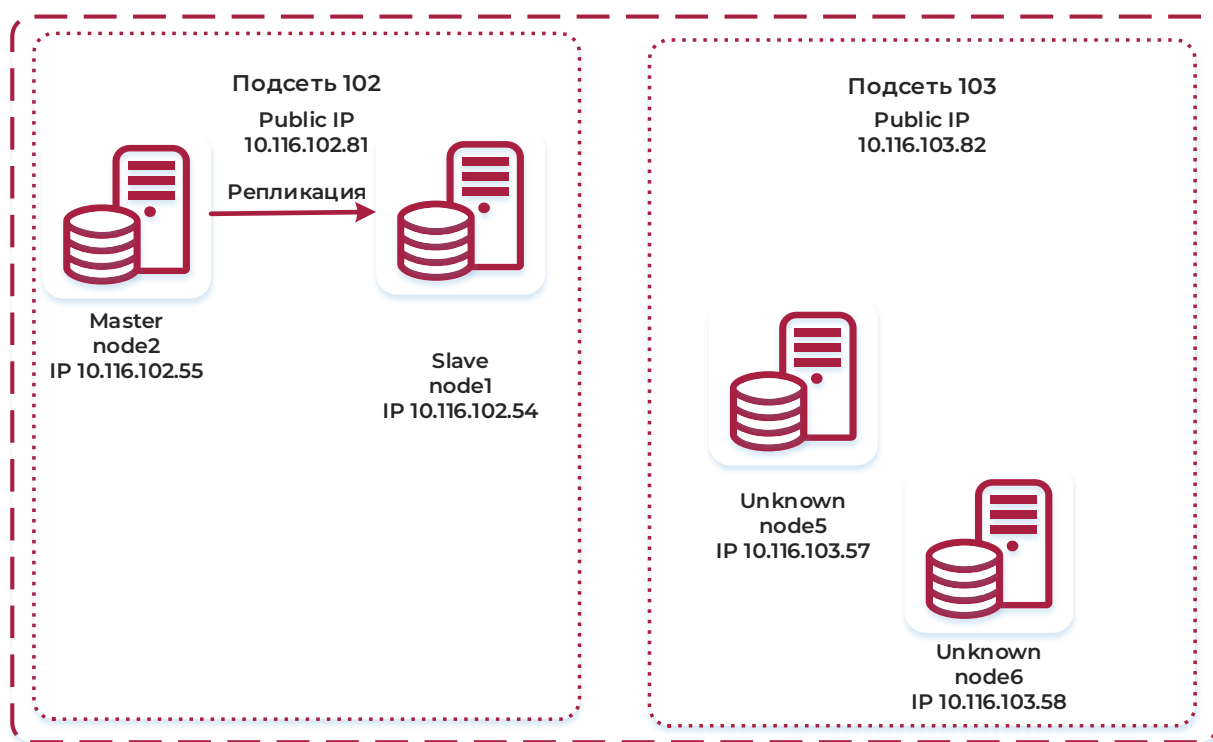 Подсеть 102
Public IP
10.116.102.81
Репликация
Master
node2
IP 10.116.102.55
Slave
node1
IP 10.116.102.54
Подсеть 103
Public IP
10.116.103.82
Unknown
node5
IP 10.116.103.57
Unknown
node6
IP 10.116.103.58